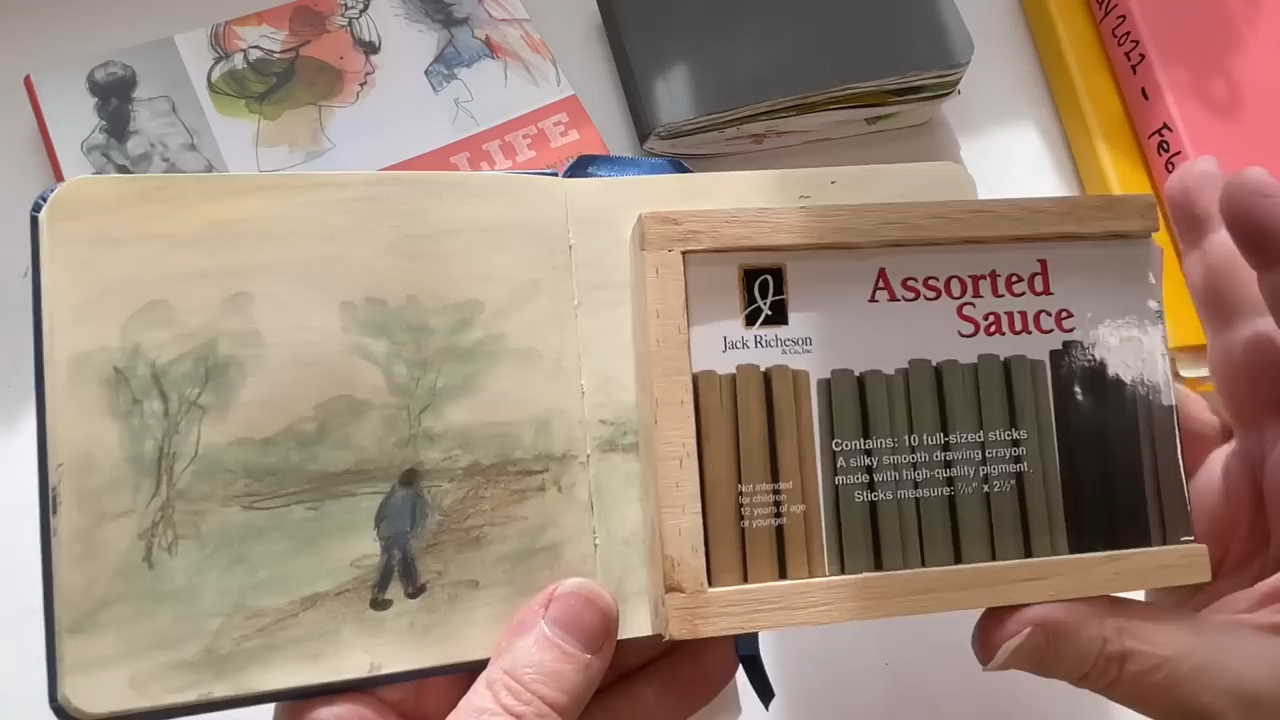 LIFE
2022 - Feb
Jack Richeson
& Co., Inc.
Assorted
Sauce
Contains: 10 full-sized sticks
A silky smooth drawing crayon
made with high-quality pigment.
Sticks measure: 7/16" x 2½"
Not intended
for children
12 years of age
or younger.